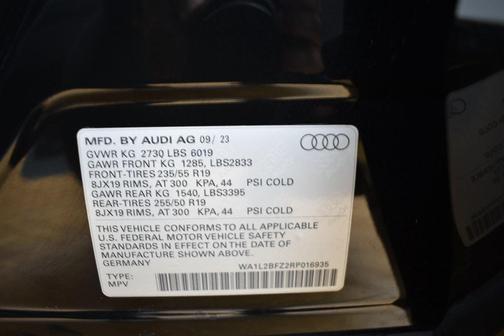 MFD. BY AUDI AG 09/ 23
GVWR KG 2730 LBS 6019
GAWR FRONT KG 1285, LBS2833
FRONT-TIRES 235/55 R19
8JX19 RIMS, AT 300 KPA, 44 PSI COLD
GAWR REAR KG 1540, LBS3395
REAR-TIRES 255/50 R19
8JX19 RIMS, AT 300 KPA, 44 PSI COLD
THIS VEHICLE CONFORMS TO ALL APPLICABLE
U.S. FEDERAL MOTOR VEHICLE SAFETY
STANDARDS IN EFFECT ON THE DATE OF
MANUFACTURE SHOWN ABOVE.
GERMANY
WA1L2BFZ2RP016935
TYPE:
MPV